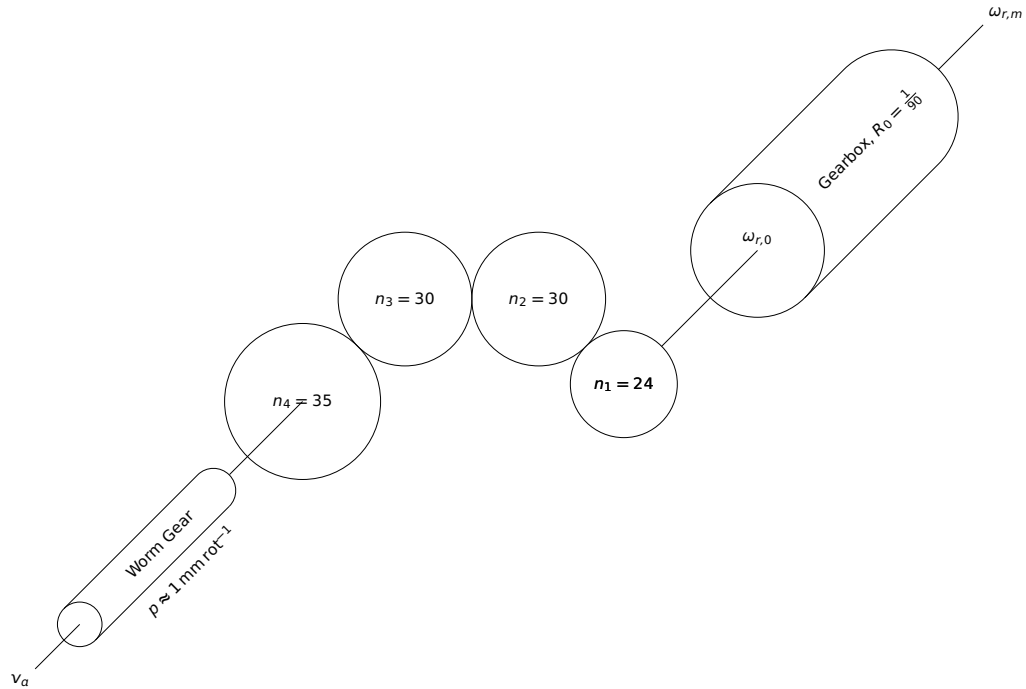 ω_{r,m}
Gearbox, R₀ = 1/90
ω_{r,0}
n₃ = 30
n₂ = 30
n₁ = 24
n₄ = 35
Worm Gear
p ≈ 1 mm rot⁻¹
v_a